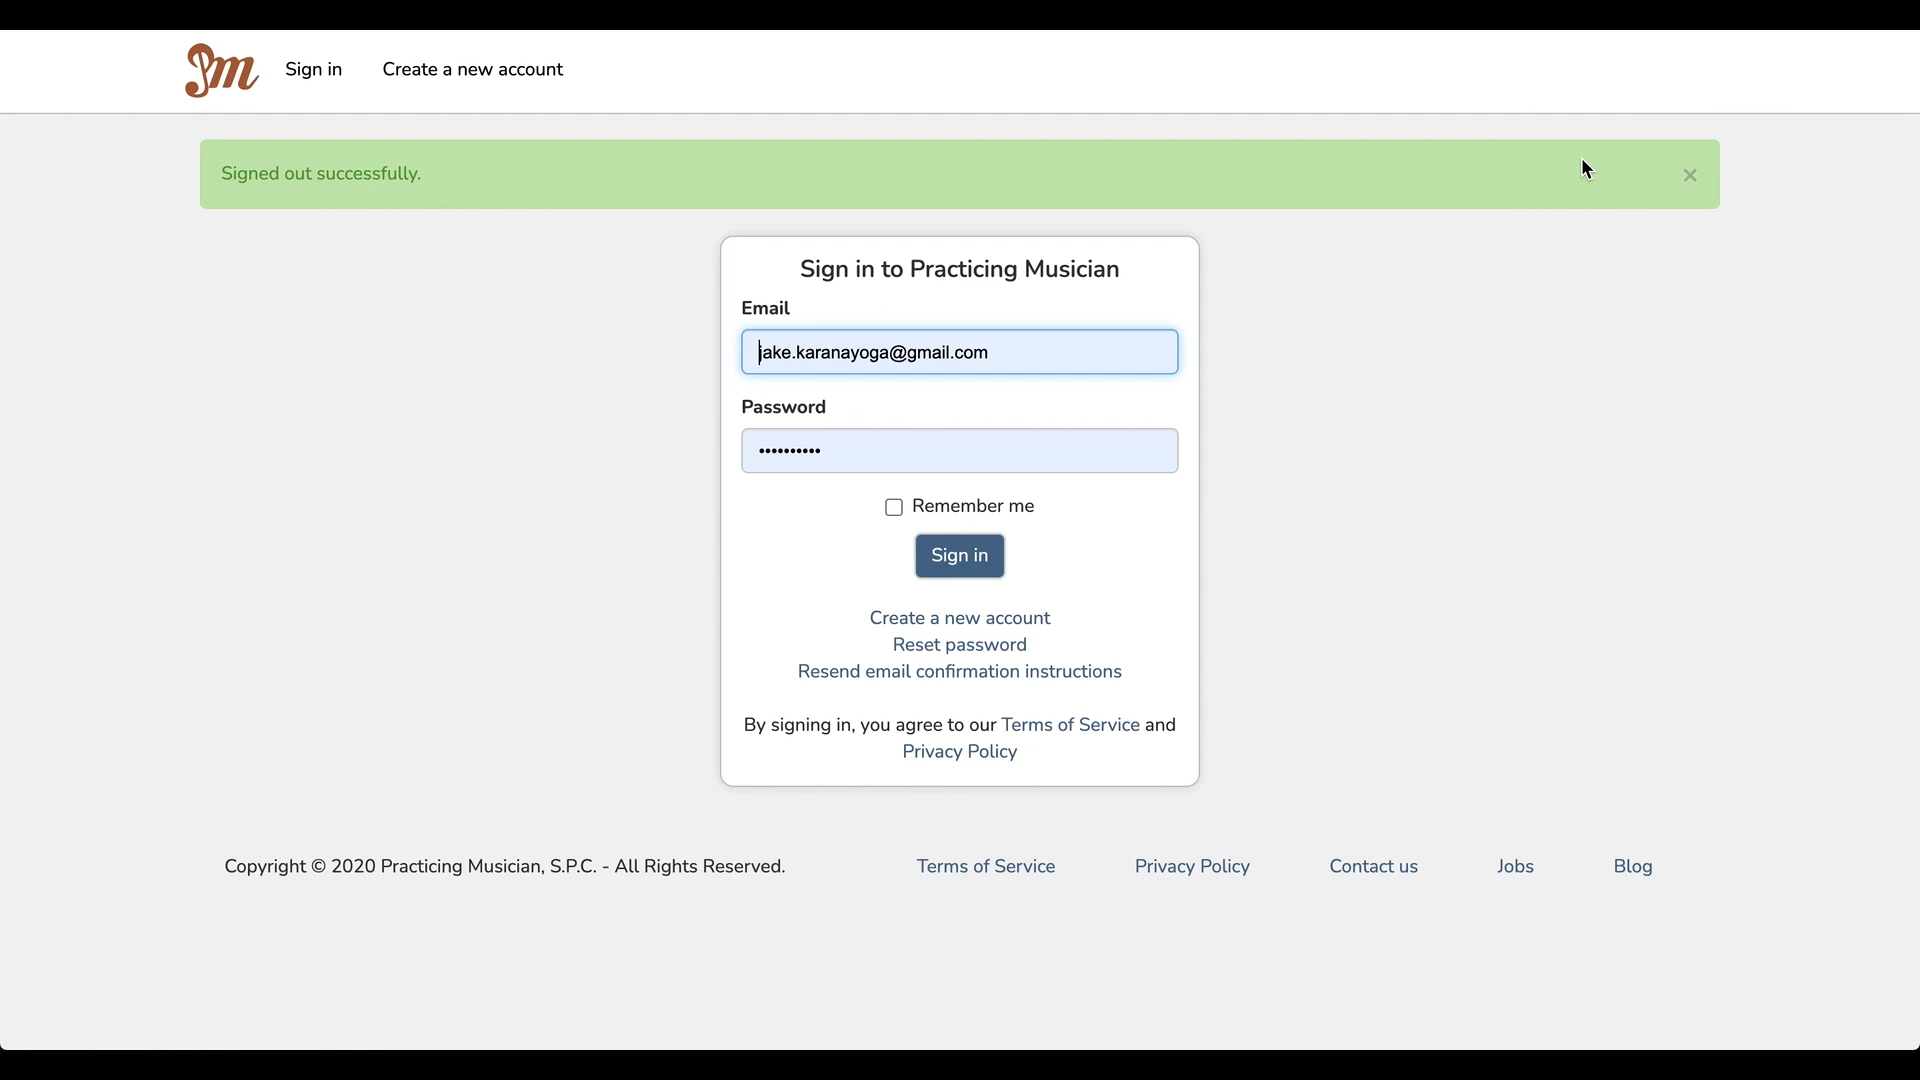 Sm Sign in Create a new account
Signed out successfully. ×
Sign in to Practicing Musician
Email
jake.karanayoga@gmail.com
Password
••••••••••
Remember me
Sign in
Create a new account
Reset password
Resend email confirmation instructions
By signing in, you agree to our Terms of Service and
Privacy Policy
Copyright © 2020 Practicing Musician, S.P.C. - All Rights Reserved. Terms of Service Privacy Policy Contact us Jobs Blog